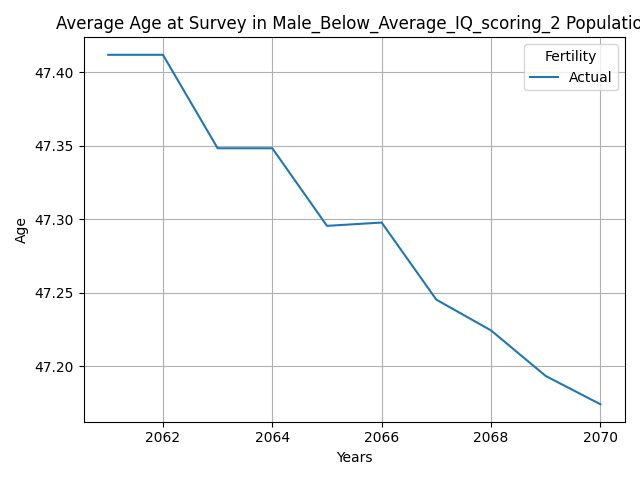 Average Age at Survey in Male_Below_Average_IQ_scoring_2 Populatio
Fertility
Actual
47.40
47.35
47.30
47.25
47.20
Age
2062 2064 2066 2068 2070
Years